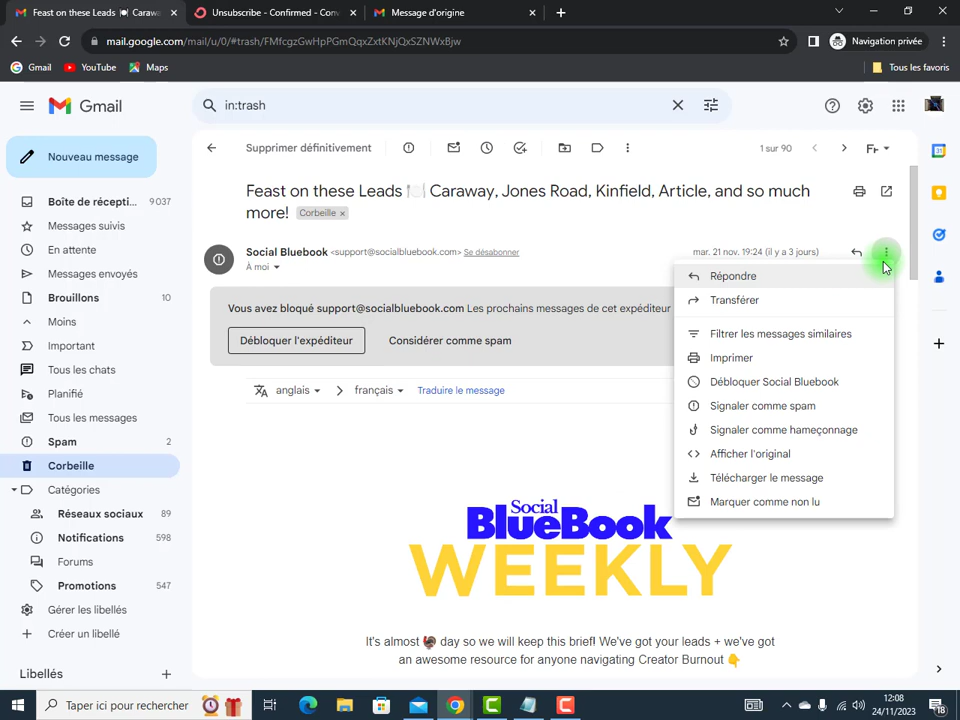 Feast on these Leads 🍽 Caraw
Unsubscribe - Confirmed - Conv
Message d'origine
mail.google.com/mail/u/0/#trash/FMfcgzGwHpPGmQqxZxtKNjQxSZNWxBjw
Navigation privée
Gmail
YouTube
Maps
Tous les favoris
Gmail
in:trash
Nouveau message
Supprimer définitivement
1 sur 90
Fr
Boîte de récepti...
9 037
Messages suivis
En attente
Messages envoyés
Brouillons
10
Moins
Important
Tous les chats
Planifié
Tous les messages
Spam
2
Corbeille
Catégories
Réseaux sociaux
89
Notifications
598
Forums
Promotions
547
Gérer les libellés
Créer un libellé
Libellés
Feast on these Leads 🍽 Caraway, Jones Road, Kinfield, Article, and so much
more! Corbeille ×
Social Bluebook <support@socialbluebook.com> Se désabonner
mar. 21 nov. 19:24 (il y a 3 jours)
À moi
Vous avez bloqué support@socialbluebook.com Les prochains messages de cet expéditeur
Débloquer l'expéditeur
Considérer comme spam
anglais
français
Traduire le message
Répondre
Transférer
Filtrer les messages similaires
Imprimer
Débloquer Social Bluebook
Signaler comme spam
Signaler comme hameçonnage
Afficher l'original
Télécharger le message
Marquer comme non lu
Social
BlueBook
WEEKLY
It's almost 🦃 day so we will keep this brief! We've got your leads + we've got
an awesome resource for anyone navigating Creator Burnout 👇
Taper ici pour rechercher
12:08
24/11/2023
18